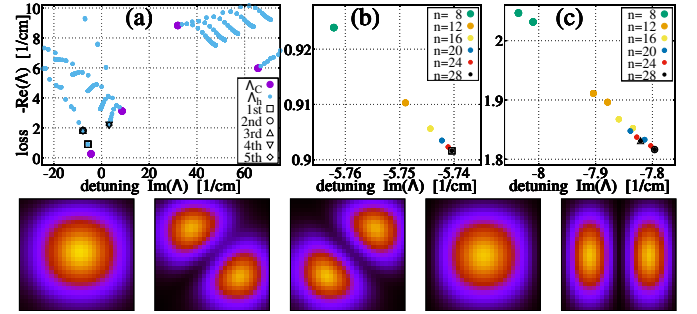 (a)
(b)
(c)
loss -Re(Λ) [1/cm]
10
8
6
4
2
0
Λ_C
Λ_h
1st
2nd
3rd
4th
5th
-20 0 20 40 60
detuning Im(Λ) [1/cm]
n= 8
n=12
n=16
n=20
n=24
n=28
0.92
0.91
0.9
-5.76 -5.75 -5.74
detuning Im(Λ) [1/cm]
n= 8
n=12
n=16
n=20
n=24
n=28
2
1.9
1.8
-8 -7.9 -7.8
detuning Im(Λ) [1/cm]